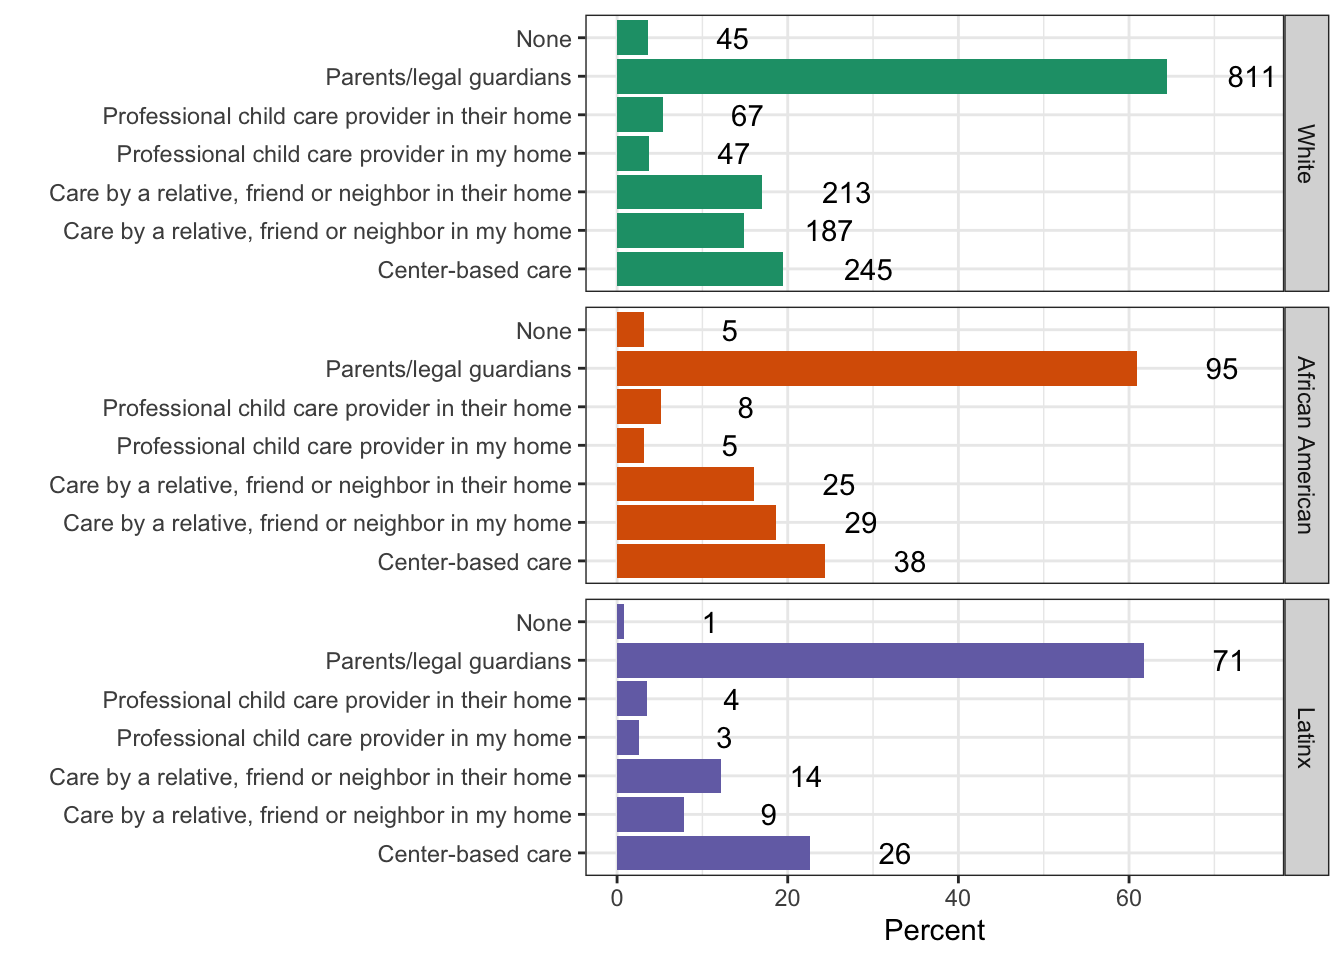 None 45
Parents/legal guardians 811
Professional child care provider in their home 67
Professional child care provider in my home 47
Care by a relative, friend or neighbor in their home 213
Care by a relative, friend or neighbor in my home 187
Center-based care 245
White
None 5
Parents/legal guardians 95
Professional child care provider in their home 8
Professional child care provider in my home 5
Care by a relative, friend or neighbor in their home 25
Care by a relative, friend or neighbor in my home 29
Center-based care 38
African American
None 1
Parents/legal guardians 71
Professional child care provider in their home 4
Professional child care provider in my home 3
Care by a relative, friend or neighbor in their home 14
Care by a relative, friend or neighbor in my home 9
Center-based care 26
Latinx
0 20 40 60
Percent